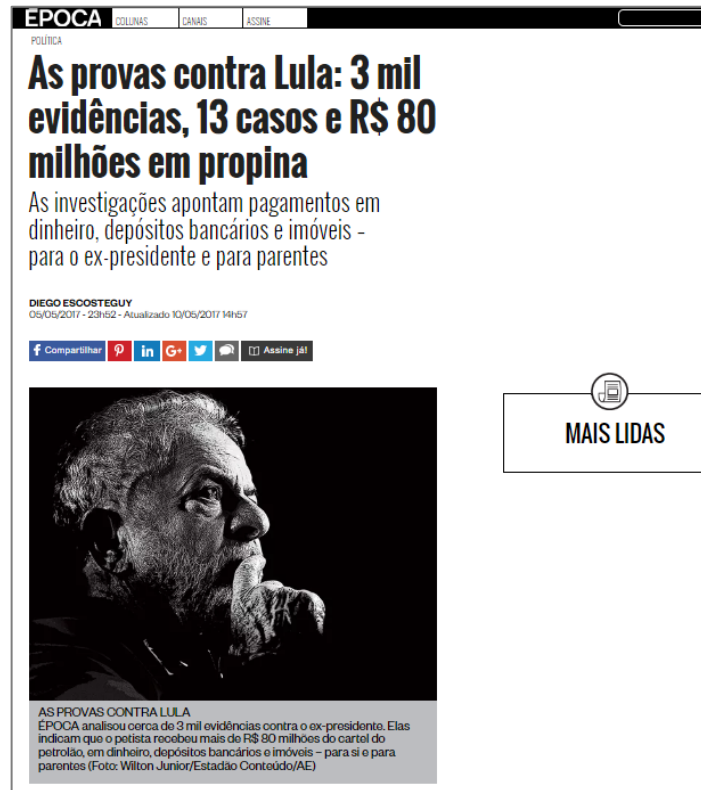 ÉPOCA COLUNAS CANAIS ASSINE
POLÍTICA
As provas contra Lula: 3 mil
evidências, 13 casos e R$ 80
milhões em propina
As investigações apontam pagamentos em
dinheiro, depósitos bancários e imóveis –
para o ex-presidente e para parentes
DIEGO ESCOSTEGUY
05/05/2017 - 23h52 - Atualizado 10/05/2017 14h57
Compartilhar in G+ Assine já!
MAIS LIDAS
AS PROVAS CONTRA LULA
ÉPOCA analisou cerca de 3 mil evidências contra o ex-presidente. Elas
indicam que o petista recebeu mais de R$ 80 milhões do cartel do
petrolão, em dinheiro, depósitos bancários e imóveis – para si e para
parentes (Foto: Wilton Junior/Estadão Conteúdo/AE)